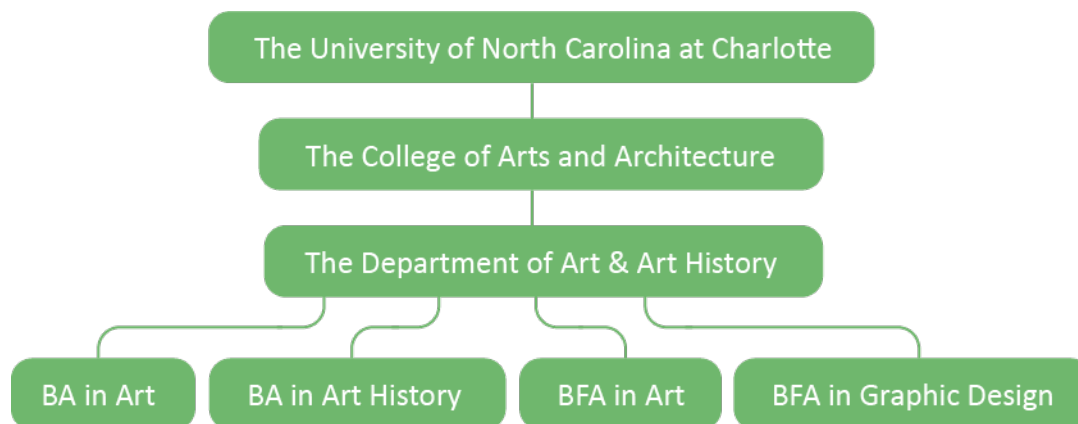 The University of North Carolina at Charlotte
The College of Arts and Architecture
The Department of Art & Art History
BA in Art
BA in Art History
BFA in Art
BFA in Graphic Design